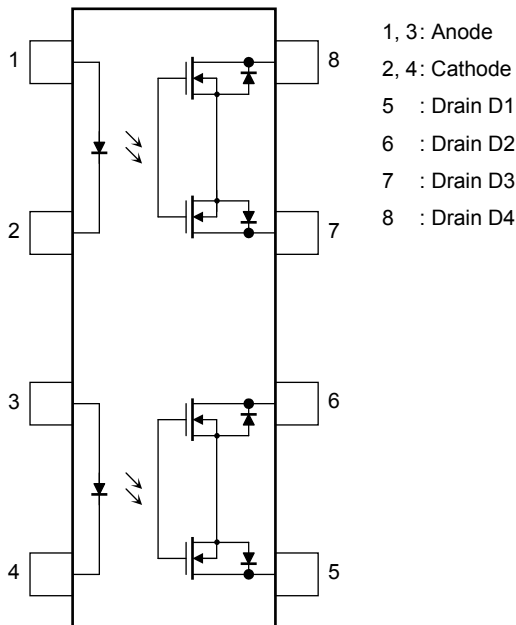 1
2
3
4
8
7
6
5
1, 3: Anode
2, 4: Cathode
5 : Drain D1
6 : Drain D2
7 : Drain D3
8 : Drain D4